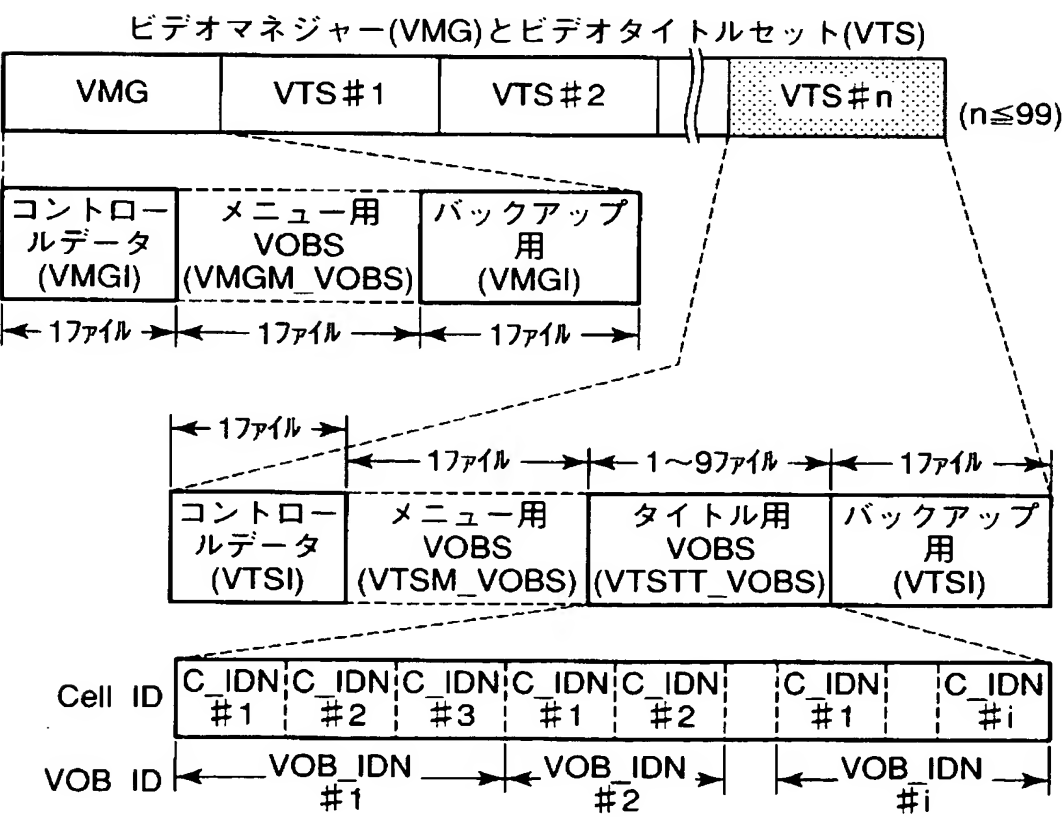 ビデオマネジャー(VMG)とビデオタイトルセット(VTS)
VMG VTS#1 VTS#2 VTS#n (n≦99)
コントロー
ルデータ
(VMGI)
メニュー用
VOBS
(VMGM_VOBS)
バックアップ
用
(VMGI)
1ファイル 1ファイル 1ファイル
1ファイル
1ファイル 1〜9ファイル 1ファイル
コントロー
ルデータ
(VTSI)
メニュー用
VOBS
(VTSM_VOBS)
タイトル用
VOBS
(VTSTT_VOBS)
バックアップ
用
(VTSI)
Cell ID
C_IDN
#1
C_IDN
#2
C_IDN
#3
C_IDN
#1
C_IDN
#2
C_IDN
#1
C_IDN
#i
VOB ID
VOB_IDN
#1
VOB_IDN
#2
VOB_IDN
#i